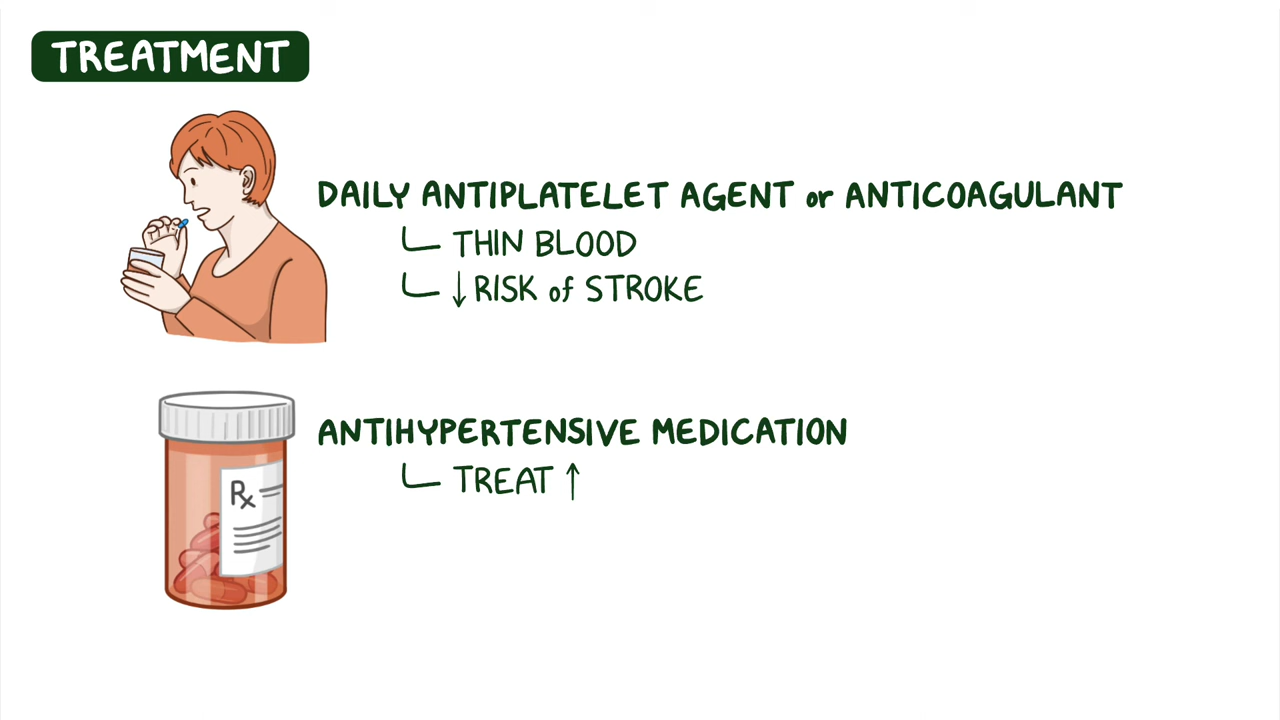 TREATMENT
DAILY ANTIPLATELET AGENT or ANTICOAGULANT
THIN BLOOD
↓ RISK of STROKE
ANTIHYPERTENSIVE MEDICATION
TREAT ↑
Rx